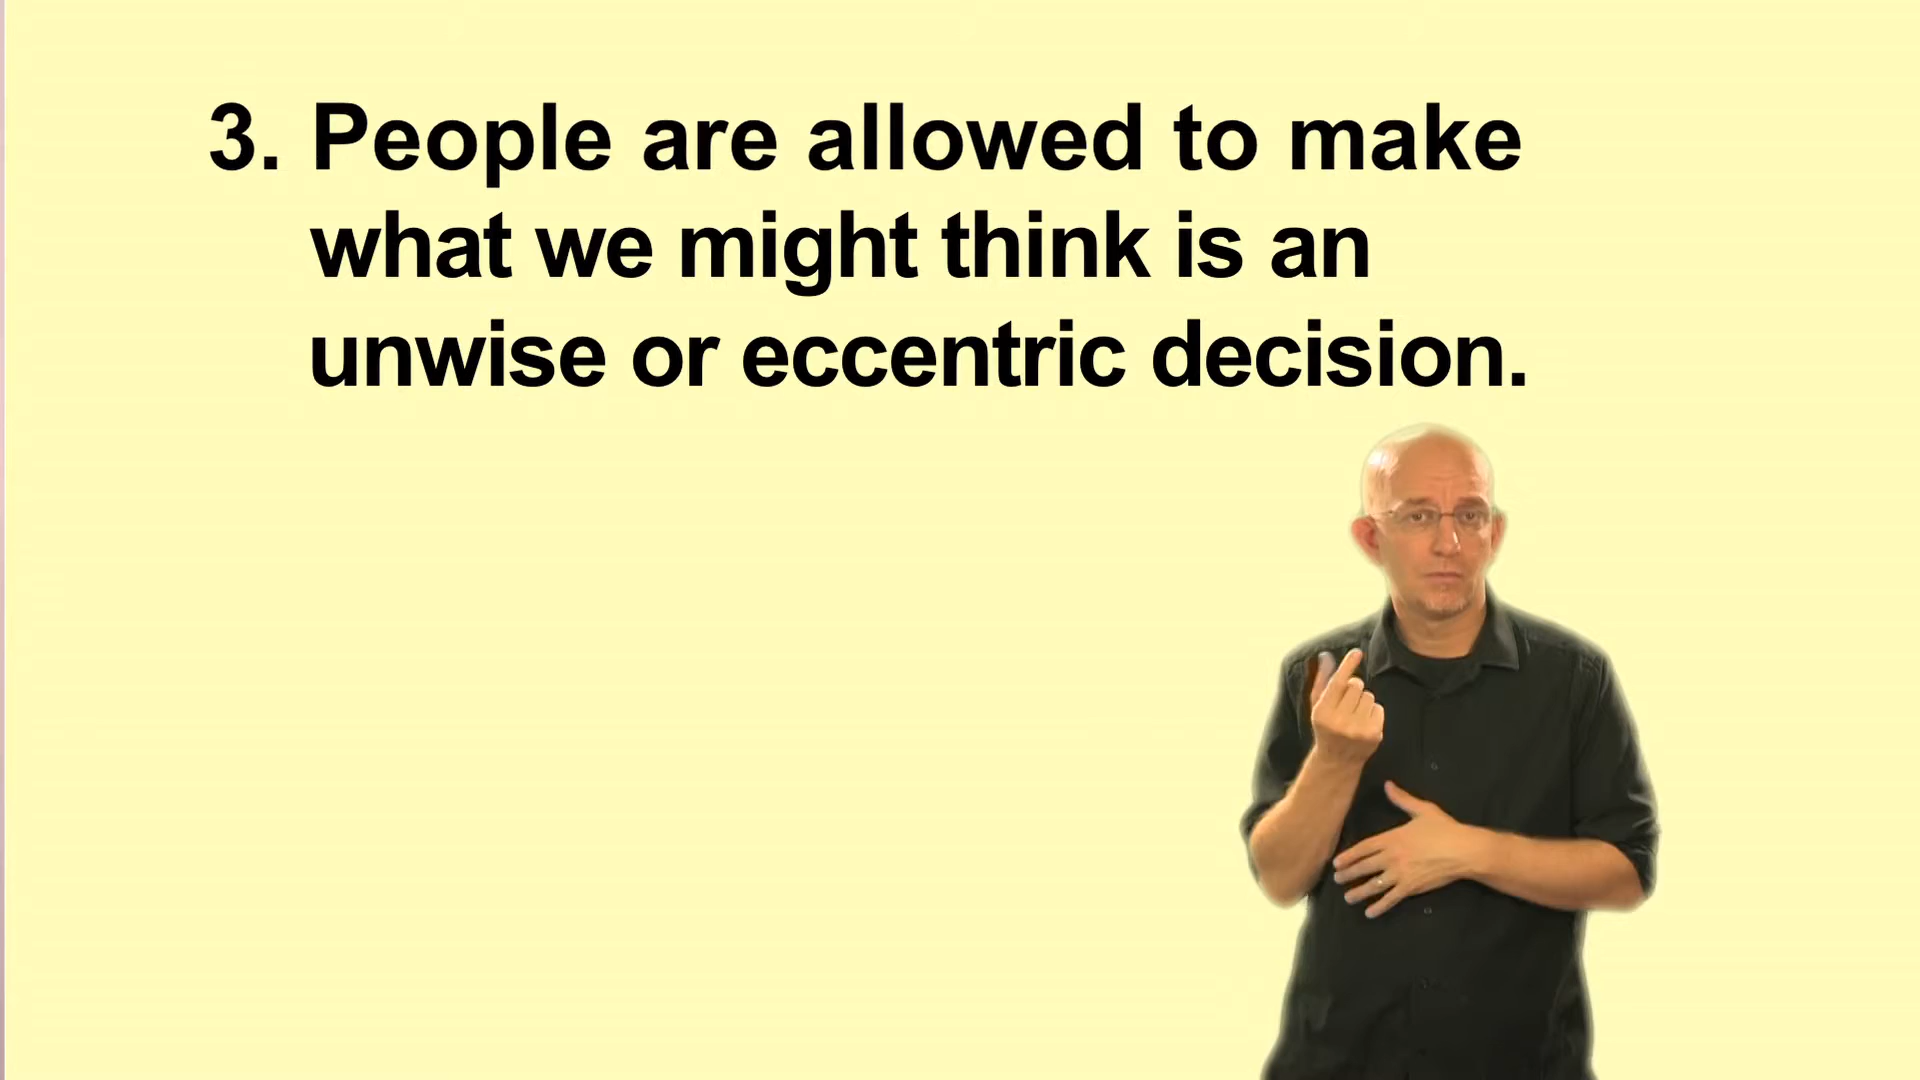 3. People are allowed to make
what we might think is an
unwise or eccentric decision.